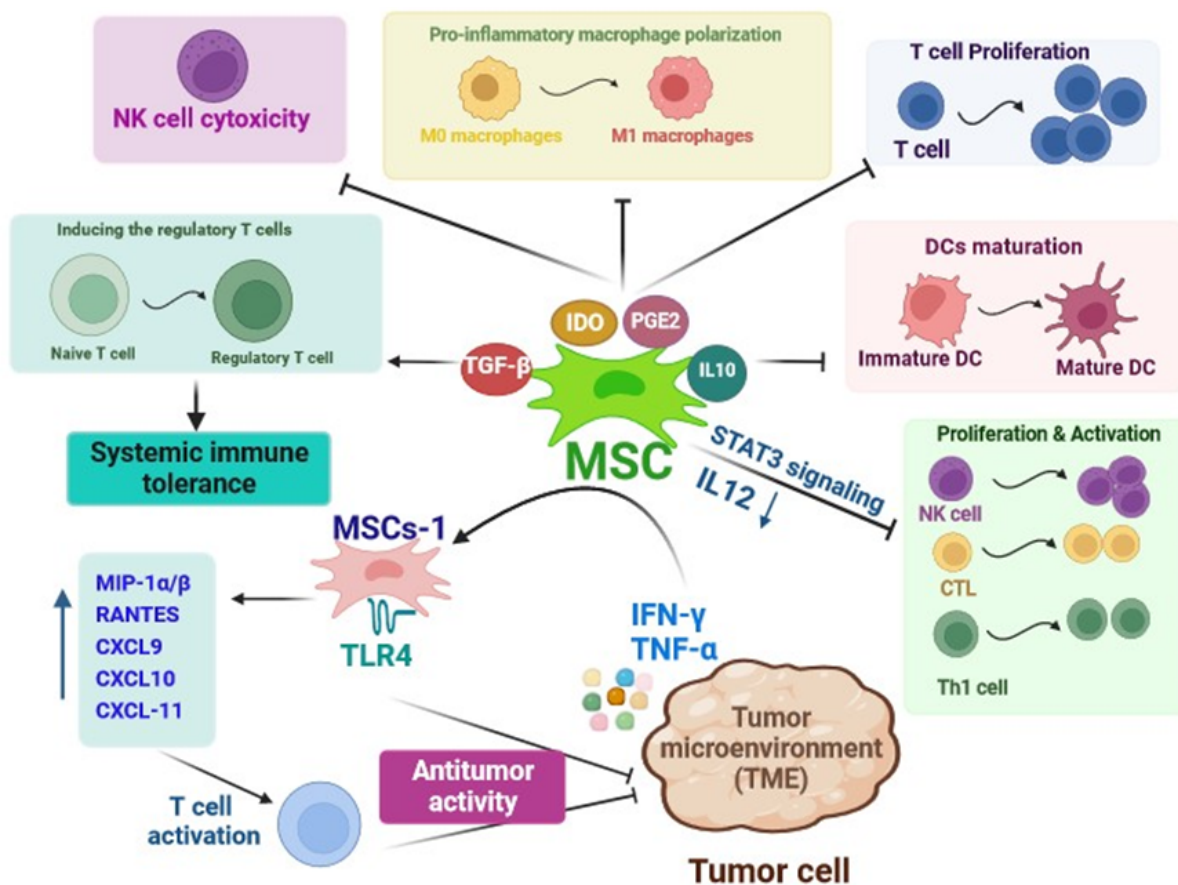 NK cell cytoxicity
Pro-inflammatory macrophage polarization
M0 macrophages
M1 macrophages
T cell Proliferation
T cell
Inducing the regulatory T cells
Naive T cell
Regulatory T cell
Systemic immune
tolerance
TGF-β
IDO
PGE2
IL10
MSC
DCs maturation
Immature DC
Mature DC
STAT3 signaling
IL12
Proliferation & Activation
NK cell
CTL
Th1 cell
MSCs-1
TLR4
MIP-1α/β
RANTES
CXCL9
CXCL10
CXCL-11
T cell
activation
Antitumor
activity
IFN-γ
TNF-α
Tumor
microenvironment
(TME)
Tumor cell